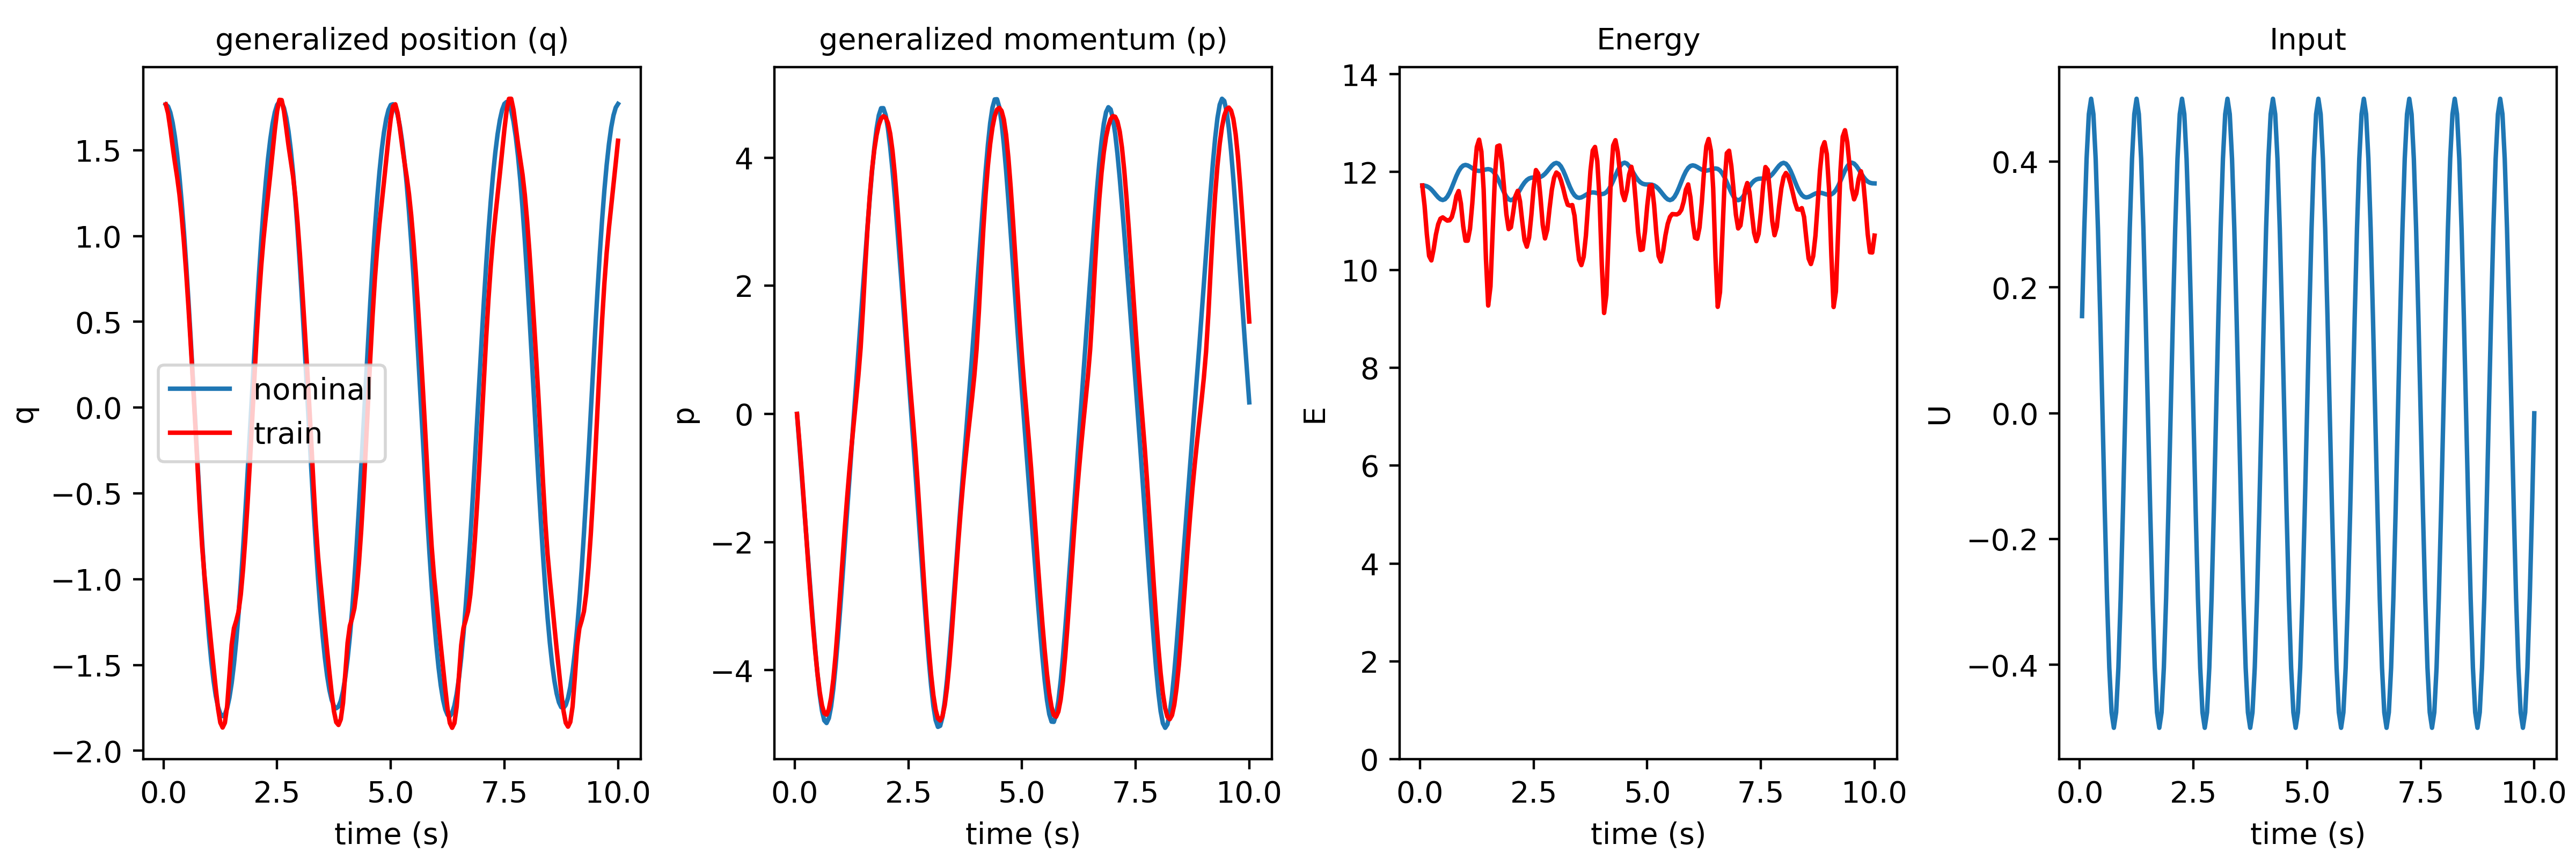 generalized position (q)
q
1.5
1.0
0.5
0.0
−0.5
−1.0
−1.5
−2.0
nominal
train
0.0 2.5 5.0 7.5 10.0
time (s)
generalized momentum (p)
p
4
2
0
−2
−4
0.0 2.5 5.0 7.5 10.0
time (s)
Energy
E
14
12
10
8
6
4
2
0
0.0 2.5 5.0 7.5 10.0
time (s)
Input
U
0.4
0.2
0.0
−0.2
−0.4
0.0 2.5 5.0 7.5 10.0
time (s)